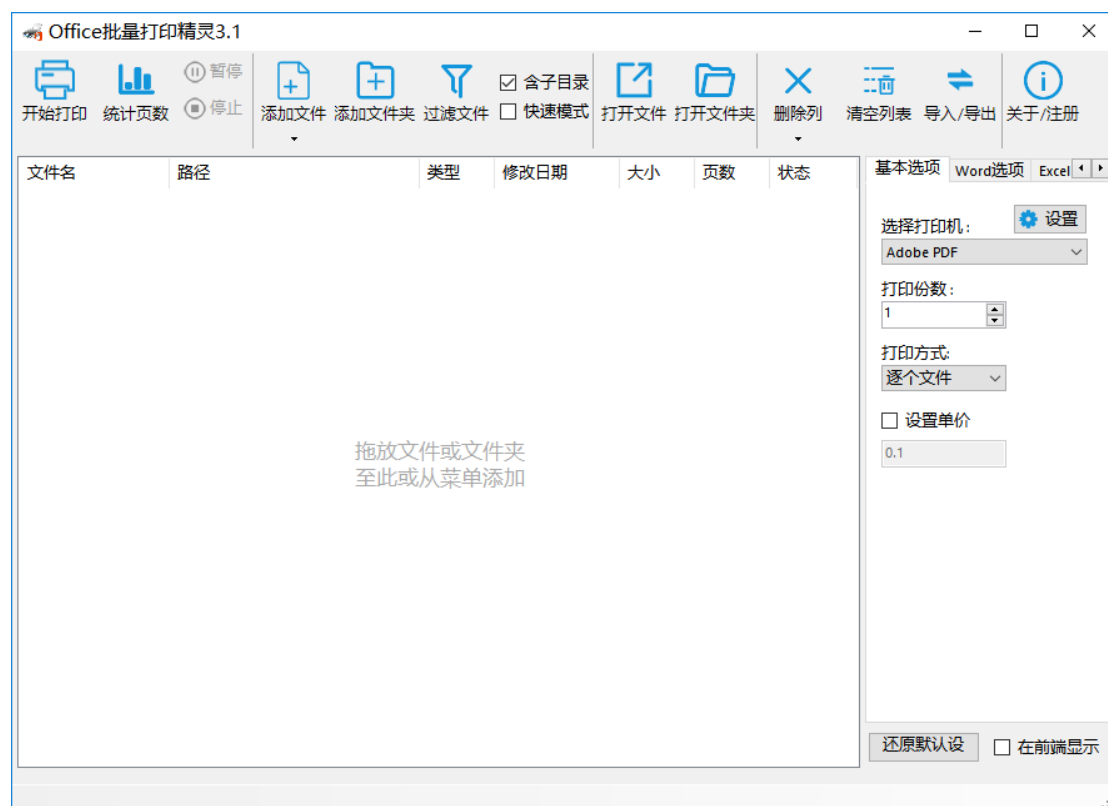 Office批量打印精灵3.1
开始打印 统计页数 暂停 停止 添加文件 添加文件夹 过滤文件 含子目录 快速模式 打开文件 打开文件夹 删除列 清空列表 导入/导出 关于/注册
文件名 路径 类型 修改日期 大小 页数 状态
基本选项 Word选项 Excel
选择打印机: 设置
Adobe PDF
打印份数:
1
打印方式:
逐个文件
设置单价
0.1
拖放文件或文件夹
至此或从菜单添加
还原默认设 在前端显示